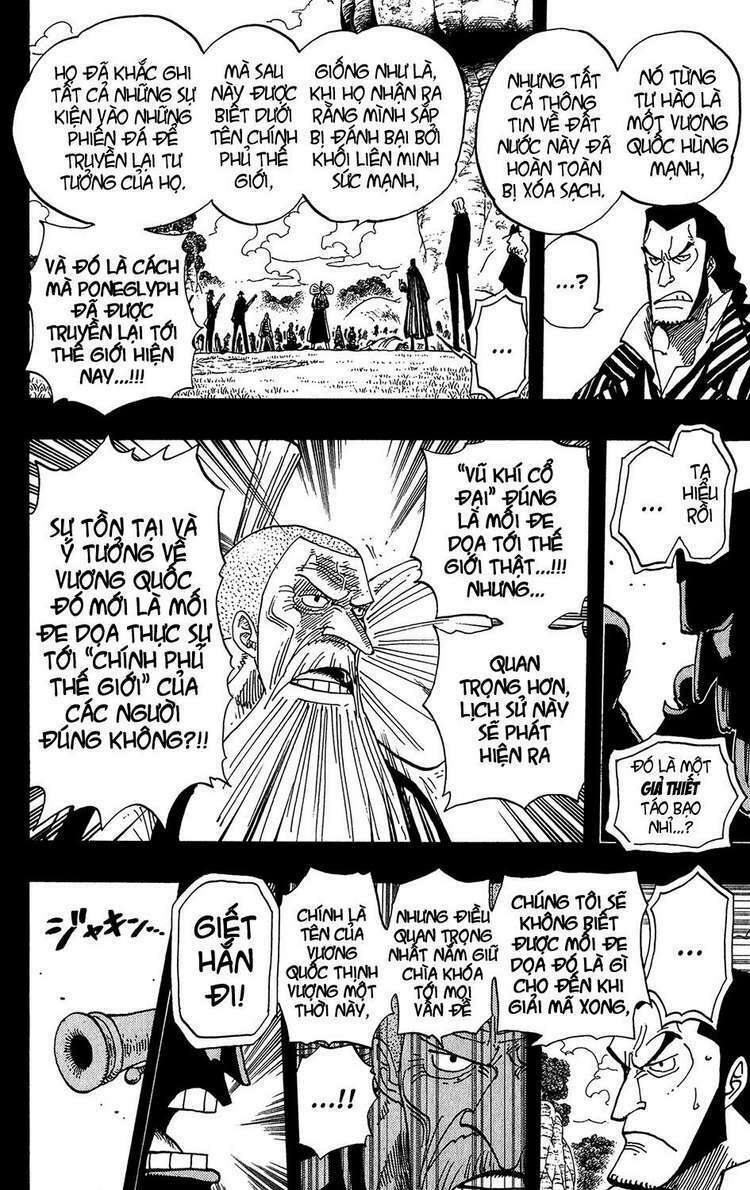 NÓ TỪNG
TỰ HÀO LÀ
MỘT VƯƠNG
QUỐC HÙNG
MẠNH,
NHƯNG TẤT
CẢ THÔNG
TIN VỀ ĐẤT
NƯỚC NÀY ĐÃ
HOÀN TOÀN
BỊ XÓA SẠCH.
...?
GIỐNG NHƯ LÀ,
KHI HỌ NHẬN RA
RẰNG MÌNH SẮP
BỊ ĐÁNH BẠI BỞI
KHỐI LIÊN MINH
SỨC MẠNH,
MÀ SAU
NÀY ĐƯỢC
BIẾT DƯỚI
TÊN CHÍNH
PHỦ THẾ
GIỚI,
HỌ ĐÃ KHẮC GHI
TẤT CẢ NHỮNG SỰ
KIỆN VÀO NHỮNG
PHIẾN ĐÁ ĐỂ
TRUYỀN LẠI TƯ
TƯỞNG CỦA HỌ.
...
VÀ ĐÓ LÀ CÁCH
MÀ PONEGLYPH
ĐÃ ĐƯỢC
TRUYỀN LẠI TỚI
THẾ GIỚI HIỆN
NAY...!!!
TA
HIỂU
RỒI
...
ĐÓ LÀ MỘT
GIẢ THIẾT
TÁO BẠO
NHỈ...?
"VŨ KHÍ CỔ
ĐẠI" ĐÚNG
LÀ MỐI ĐE
DỌA TỚI THẾ
GIỚI THẬT...!!!
NHƯNG...
QUAN
TRỌNG HƠN,
LỊCH SỬ NÀY
SẼ PHÁT
HIỆN RA
SỰ TỒN TẠI VÀ
Ý TƯỞNG VỀ
VƯƠNG QUỐC
ĐÓ MỚI LÀ MỐI
ĐE DỌA THỰC SỰ
TỚI "CHÍNH PHỦ
THẾ GIỚI" CỦA
CÁC NGƯỜI
ĐÚNG KHÔNG?!!
...
CHÚNG TÔI SẼ
KHÔNG BIẾT
ĐƯỢC MỐI ĐE
DỌA ĐÓ LÀ GÌ
CHO ĐẾN KHI
GIẢI MÃ XONG,
NHƯNG ĐIỀU
QUAN TRỌNG
NHẤT NẮM GIỮ
CHÌA KHÓA
TỚI MỌI
VẤN ĐỀ
CHÍNH LÀ
TÊN CỦA
VƯƠNG
QUỐC THỊNH
VƯỢNG MỘT
THỜI NÀY,
...!!
GIẾT
HẮN
ĐI!
ジャキン...